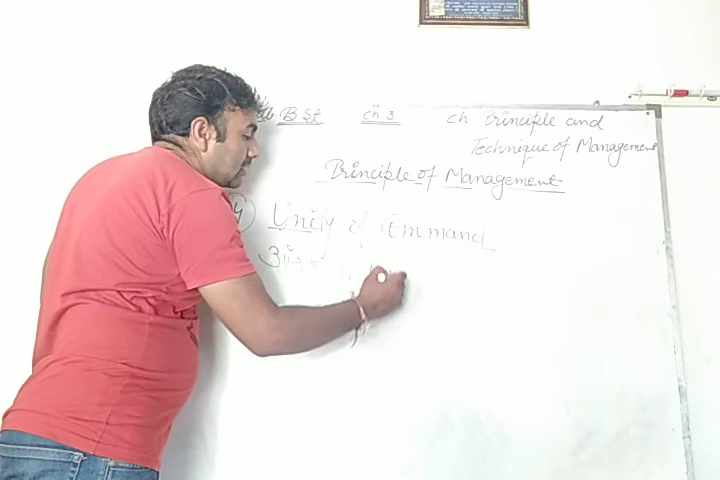 B St Ch 3 Ch Principle and
Technique of Management
Principle of Management
4) Unity of Command